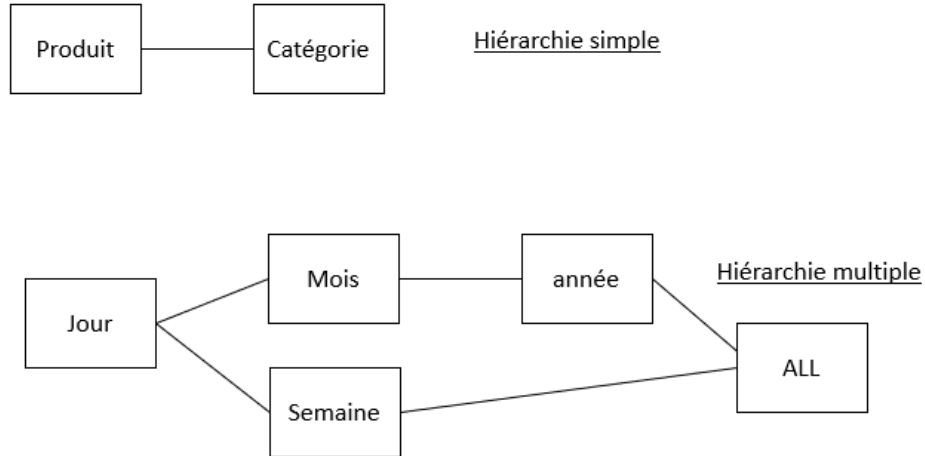 Produit
Catégorie
Hiérarchie simple
Mois
année
Hiérarchie multiple
Jour
ALL
Semaine